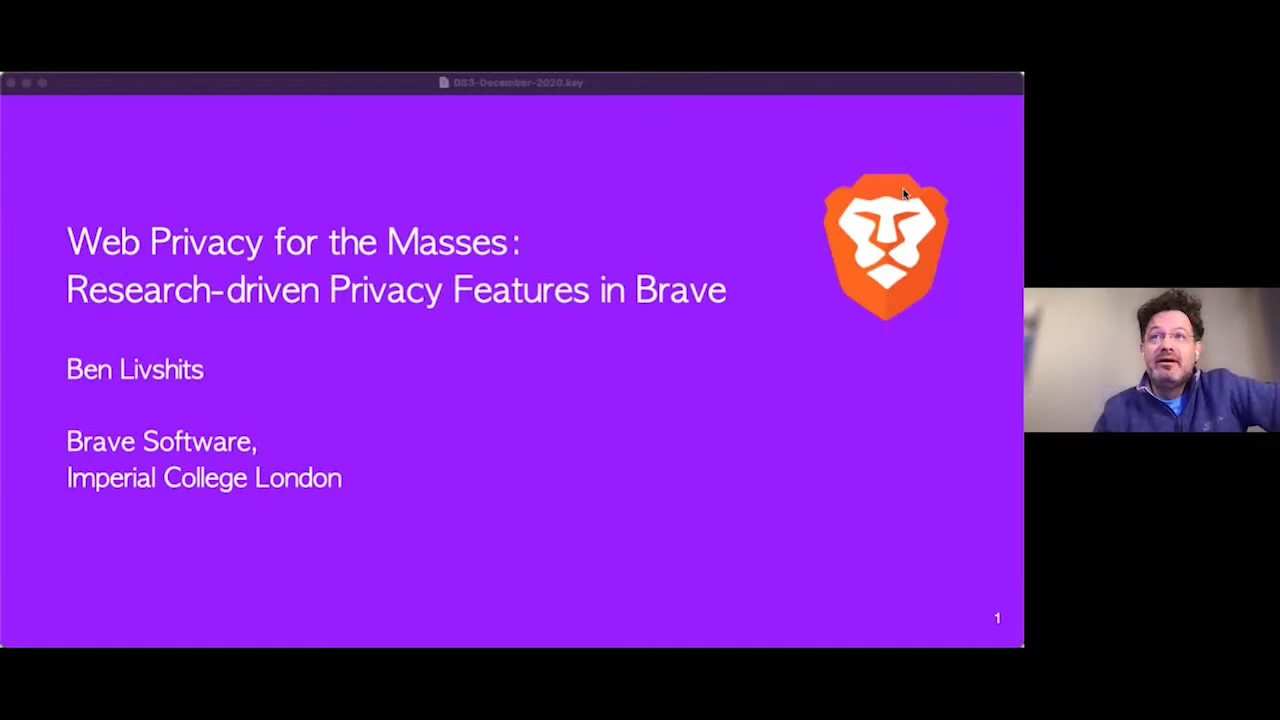 DS3-December-2020.key
Web Privacy for the Masses:
Research-driven Privacy Features in Brave
Ben Livshits
Brave Software,
Imperial College London
1